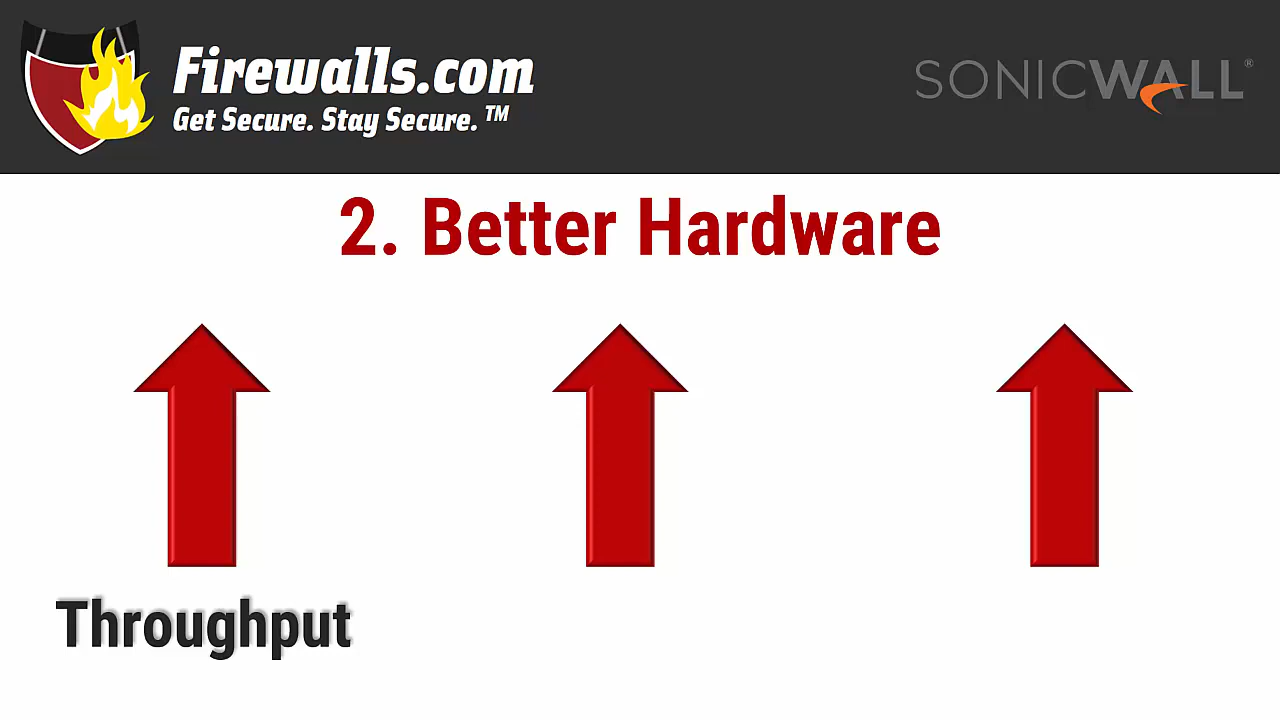 Firewalls.com
Get Secure. Stay Secure.™
SONICWALL®
2. Better Hardware
Throughput